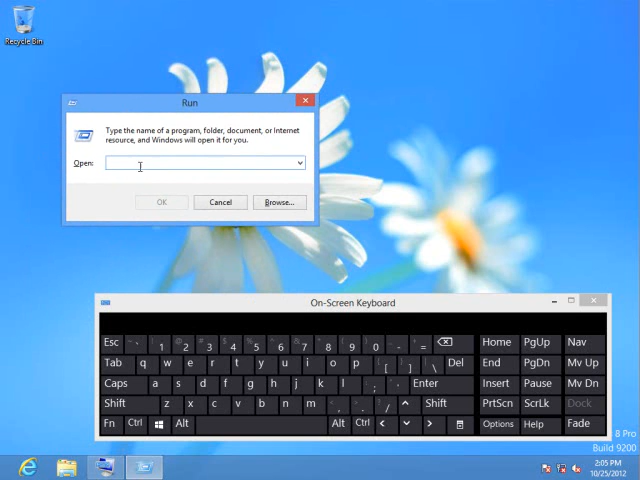 Recycle Bin
Run
Type the name of a program, folder, document, or Internet
resource, and Windows will open it for you.
Open:
OK Cancel Browse...
On-Screen Keyboard
Esc ~ ` ! 1 @ 2 # 3 $ 4 % 5 ^ 6 & 7 * 8 ( 9 ) 0 _ - + = Home PgUp Nav
Tab q w e r t y u i o p { [ } ] | \ Del End PgDn Mv Up
Caps a s d f g h j k l : ; " ' Enter Insert Pause Mv Dn
Shift z x c v b n m < , > . ? / Shift PrtScn ScrLk Dock
Fn Ctrl Alt Alt Ctrl Options Help Fade
8 Pro
Build 9200
2:05 PM
10/25/2012